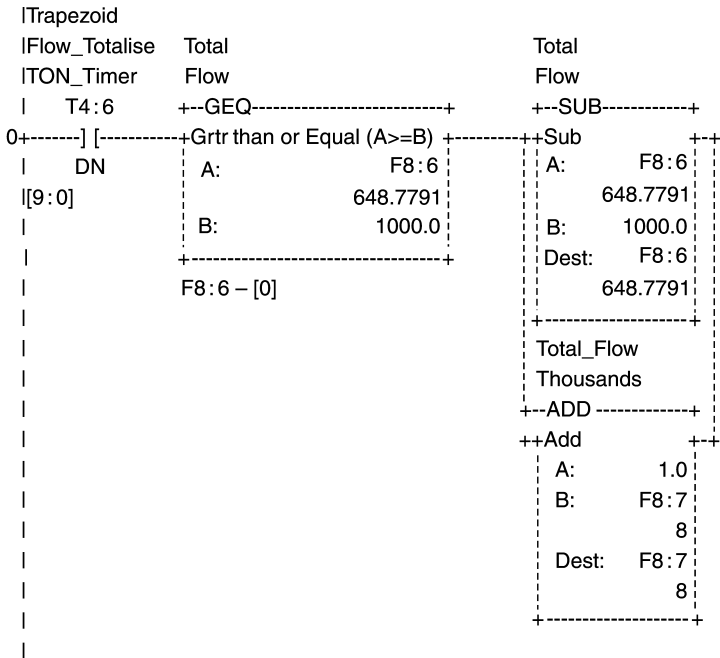 |Trapezoid
|Flow_Totalise Total Total
|TON_Timer Flow Flow
| T4:6 +--GEQ----------------------------+ +--SUB-------------+
0+-------] [------------+Grtr than or Equal (A>=B) +----------++Sub +-+
| DN A: F8:6 A: F8:6
|[9:0] 648.7791 648.7791
| B: 1000.0 B: 1000.0
| +----------------------------------+ Dest: F8:6
F8:6 – [0] 648.7791
+--------------------+
Total_Flow
Thousands
+--ADD -------------+
++Add +-+
A: 1.0
B: F8:7
8
Dest: F8:7
8
+--------------------+